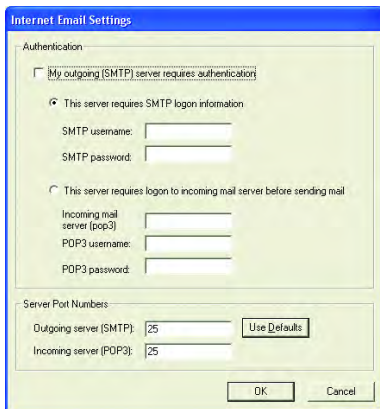 Internet Email Settings
Authentication
My outgoing (SMTP) server requires authentication
This server requires SMTP logon information
SMTP username:
SMTP password:
This server requires logon to incoming mail server before sending mail
Incoming mail
server (pop3)
POP3 username:
POP3 password:
Server Port Numbers
Outgoing server (SMTP): 25 Use Defaults
Incoming server (POP3): 25
OK Cancel